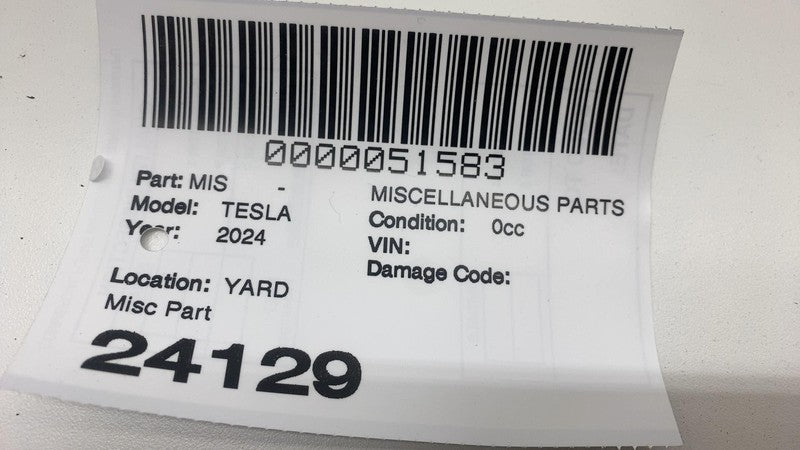 0000051583
Part: MIS -
MISCELLANEOUS PARTS
Model: TESLA
Condition: 0cc
Year: 2024
VIN:
Damage Code:
Location: YARD
Misc Part
24129